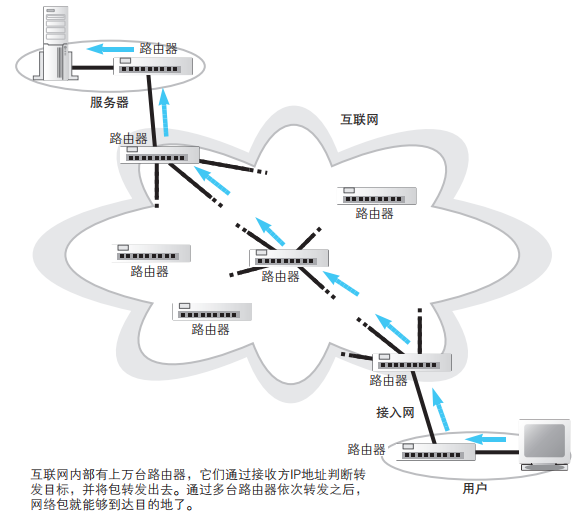 路由器
服务器
路由器
互联网
路由器
路由器
路由器
路由器
路由器
接入网
路由器
用户
互联网内部有上万台路由器，它们通过接收方IP地址判断转
发目标，并将包转发出去。通过多台路由器依次转发之后，
网络包就能够到达目的地了。